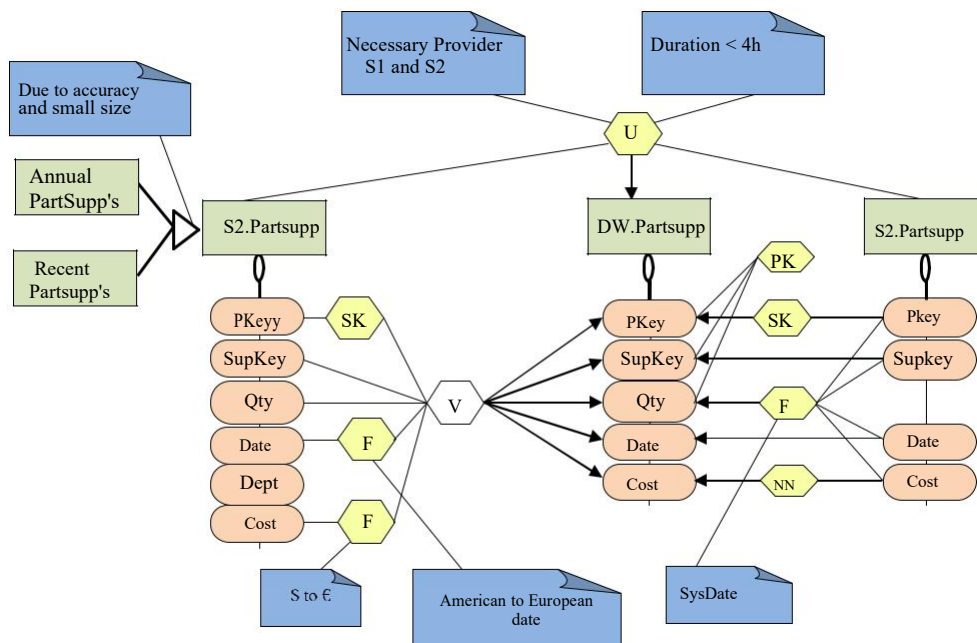 Necessary Provider
S1 and S2
Duration < 4h
Due to accuracy
and small size
U
Annual
PartSupp's
Recent
Partsupp's
S2.Partsupp
DW.Partsupp
S2.Partsupp
PK
PKeyy
SK
PKey
SK
Pkey
SupKey
SupKey
Supkey
Qty
V
Qty
F
Date
F
Date
Date
Dept
Cost
F
Cost
NN
Cost
S to €
American to European
date
SysDate